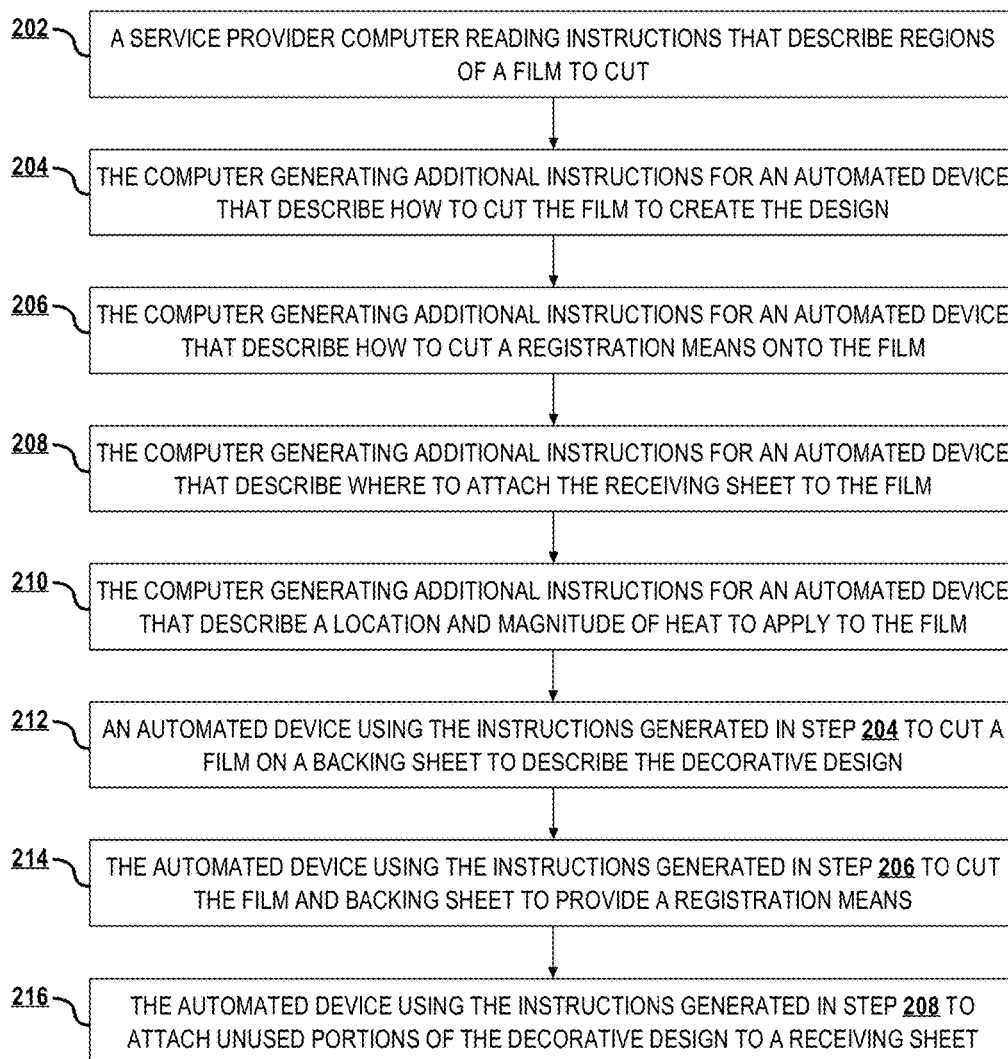 202
A SERVICE PROVIDER COMPUTER READING INSTRUCTIONS THAT DESCRIBE REGIONS
OF A FILM TO CUT
204
THE COMPUTER GENERATING ADDITIONAL INSTRUCTIONS FOR AN AUTOMATED DEVICE
THAT DESCRIBE HOW TO CUT THE FILM TO CREATE THE DESIGN
206
THE COMPUTER GENERATING ADDITIONAL INSTRUCTIONS FOR AN AUTOMATED DEVICE
THAT DESCRIBE HOW TO CUT A REGISTRATION MEANS ONTO THE FILM
208
THE COMPUTER GENERATING ADDITIONAL INSTRUCTIONS FOR AN AUTOMATED DEVICE
THAT DESCRIBE WHERE TO ATTACH THE RECEIVING SHEET TO THE FILM
210
THE COMPUTER GENERATING ADDITIONAL INSTRUCTIONS FOR AN AUTOMATED DEVICE
THAT DESCRIBE A LOCATION AND MAGNITUDE OF HEAT TO APPLY TO THE FILM
212
AN AUTOMATED DEVICE USING THE INSTRUCTIONS GENERATED IN STEP 204 TO CUT A
FILM ON A BACKING SHEET TO DESCRIBE THE DECORATIVE DESIGN
214
THE AUTOMATED DEVICE USING THE INSTRUCTIONS GENERATED IN STEP 206 TO CUT
THE FILM AND BACKING SHEET TO PROVIDE A REGISTRATION MEANS
216
THE AUTOMATED DEVICE USING THE INSTRUCTIONS GENERATED IN STEP 208 TO
ATTACH UNUSED PORTIONS OF THE DECORATIVE DESIGN TO A RECEIVING SHEET